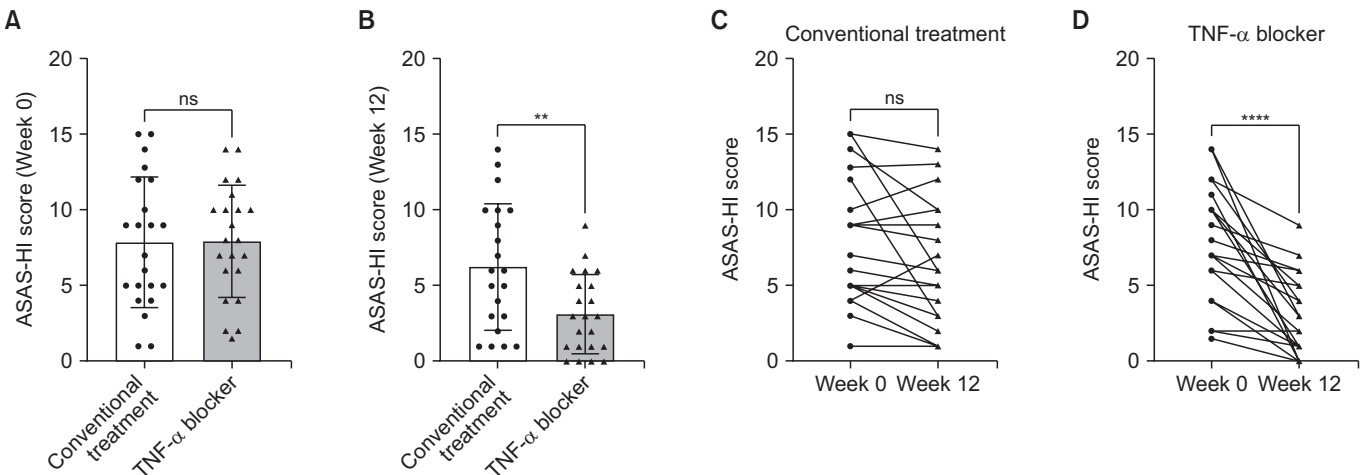 A
ASAS-HI score (Week 0)
20
15
10
5
0
ns
Conventional
treatment
TNF-α blocker
B
ASAS-HI score (Week 12)
20
15
10
5
0
**
Conventional
treatment
TNF-α blocker
C
Conventional treatment
ASAS-HI score
20
15
10
5
0
ns
Week 0 Week 12
D
TNF-α blocker
ASAS-HI score
20
15
10
5
0
****
Week 0 Week 12